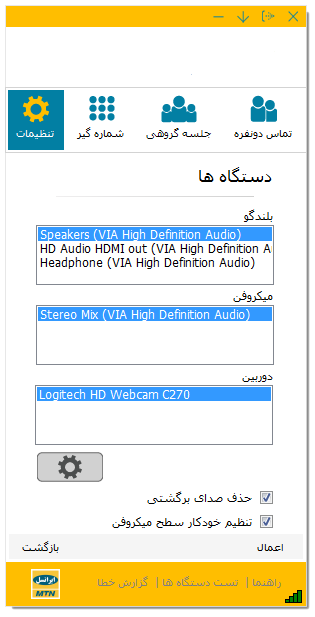 تماس دونفره
جلسه گروهی
شماره گیر
تنظیمات
دستگاه ها
بلندگو
Speakers (VIA High Definition Audio)
HD Audio HDMI out (VIA High Definition A
Headphone (VIA High Definition Audio)
میکروفن
Stereo Mix (VIA High Definition Audio)
دوربین
Logitech HD Webcam C270
حذف صدای برگشتی
تنظیم خودکار سطح میکروفن
اعمال بازگشت
راهنما | تست دستگاه ها | گزارش خطا
ایرانسل
MTN